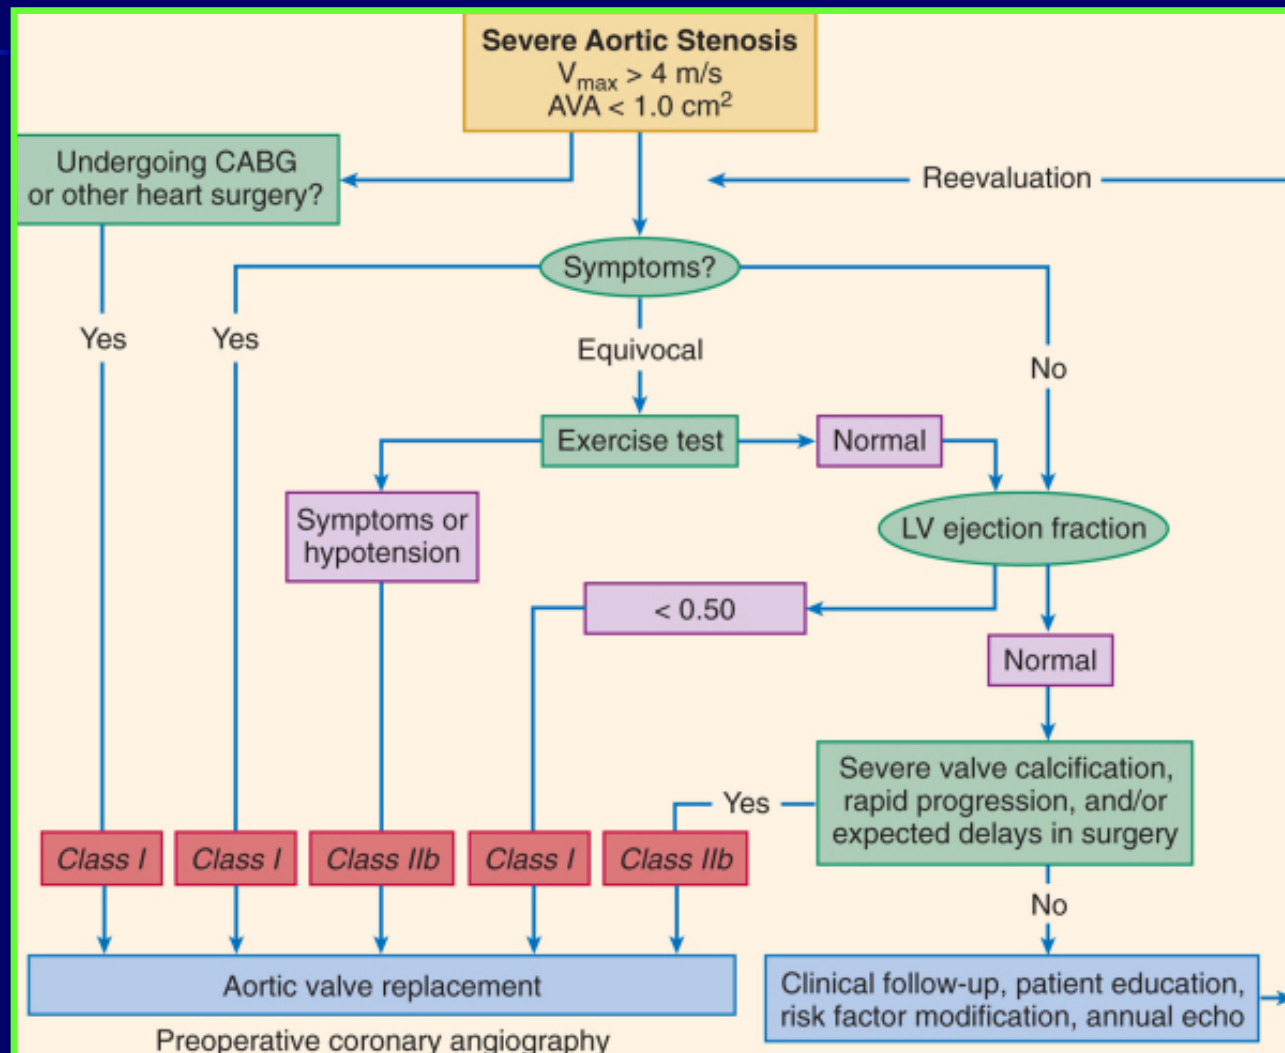 Severe Aortic Stenosis
Vmax > 4 m/s
AVA < 1.0 cm²
Undergoing CABG
or other heart surgery?
Reevaluation
Symptoms?
Yes
Yes
Equivocal
No
Exercise test
Normal
Symptoms or
hypotension
LV ejection fraction
< 0.50
Normal
Severe valve calcification,
rapid progression, and/or
expected delays in surgery
Yes
Class I
Class I
Class IIb
Class I
Class IIb
No
Aortic valve replacement
Clinical follow-up, patient education,
risk factor modification, annual echo
Preoperative coronary angiography